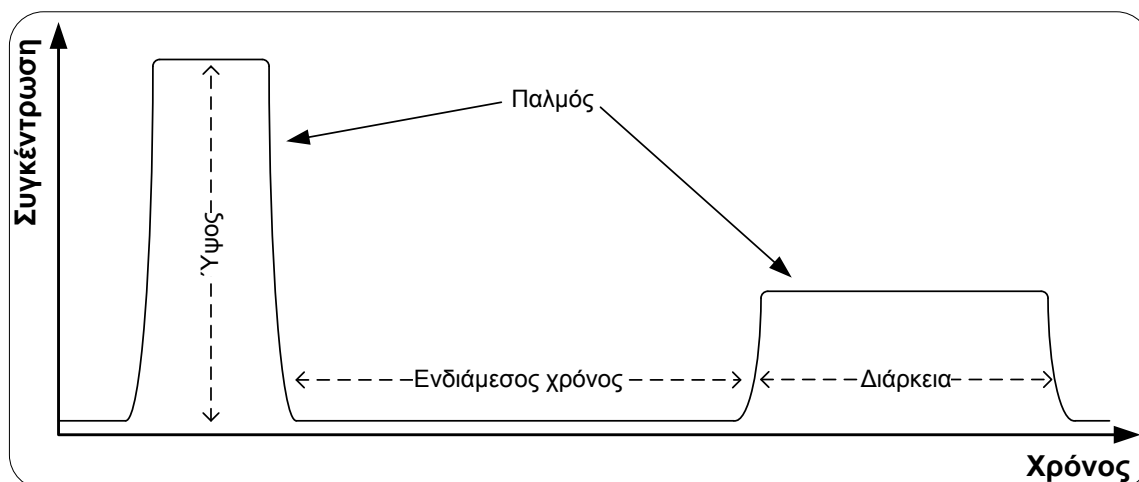 Συγκέντρωση
Παλμός
Ύψος
Ενδιάμεσος χρόνος
Διάρκεια
Χρόνος